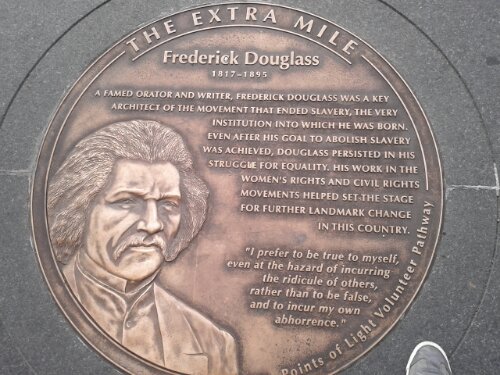 THE EXTRA MILE
Frederick Douglass
1817–1895
A FAMED ORATOR AND WRITER, FREDERICK DOUGLASS WAS A KEY
ARCHITECT OF THE MOVEMENT THAT ENDED SLAVERY, THE VERY
INSTITUTION INTO WHICH HE WAS BORN.
EVEN AFTER HIS GOAL TO ABOLISH SLAVERY
WAS ACHIEVED, DOUGLASS PERSISTED IN HIS
STRUGGLE FOR EQUALITY. HIS WORK IN THE
WOMEN'S RIGHTS AND CIVIL RIGHTS
MOVEMENTS HELPED SET THE STAGE
FOR FURTHER LANDMARK CHANGE
IN THIS COUNTRY.
"I prefer to be true to myself,
even at the hazard of incurring
the ridicule of others,
rather than to be false,
and to incur my own
abhorrence."
Points of Light Volunteer Pathway